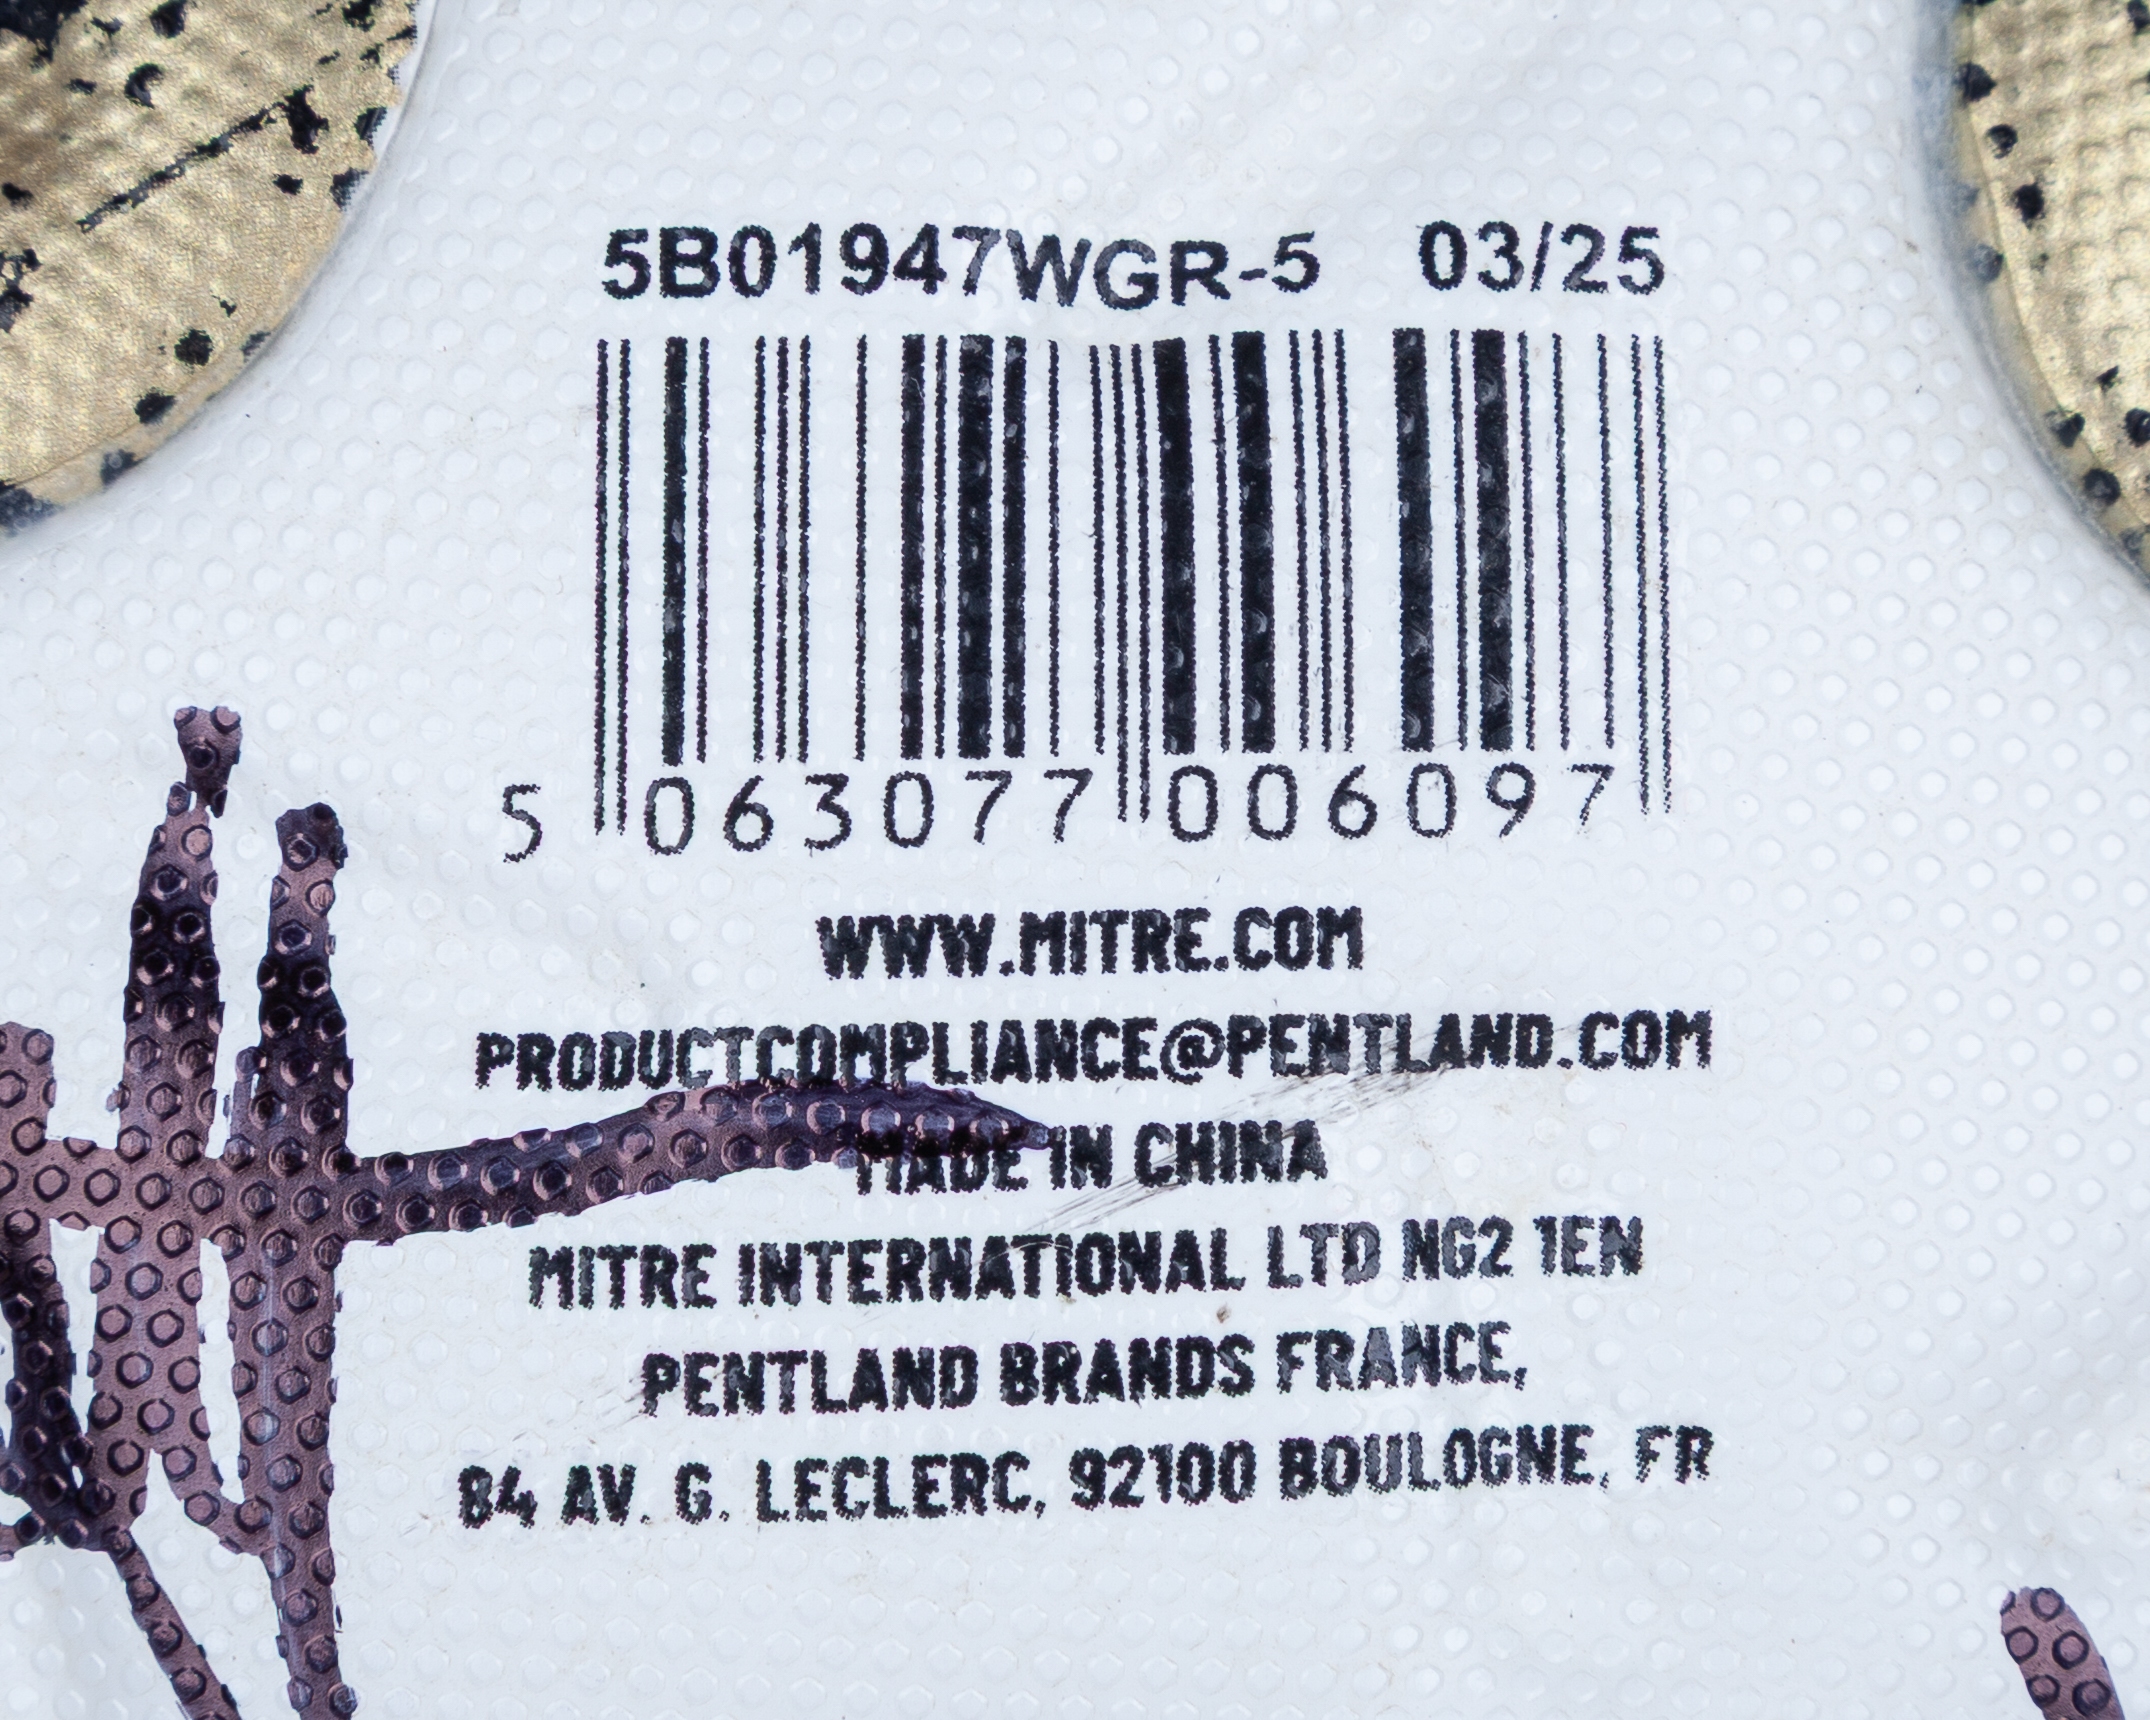 5B01947WGR-5 03/25
5 063077 006097
WWW.MITRE.COM
PRODUCTCOMPLIANCE@PENTLAND.COM
MADE IN CHINA
MITRE INTERNATIONAL LTD NG2 1EN
PENTLAND BRANDS FRANCE,
84 AV. G. LECLERC, 92100 BOULOGNE, FR